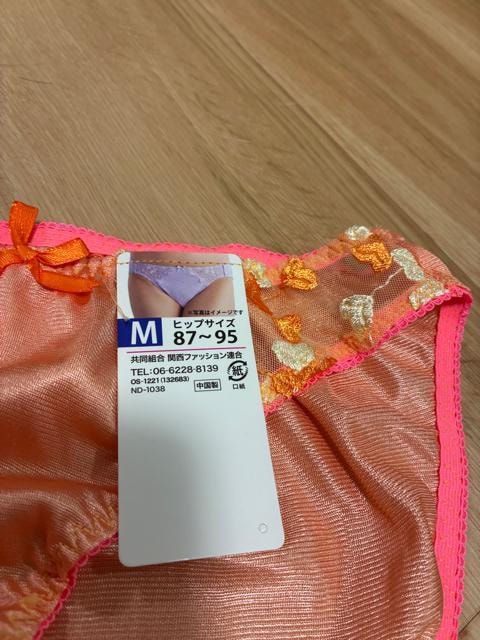 ※写真はイメージです
M
ヒップサイズ
87～95
共同組合 関西ファッション連合
TEL:06-6228-8139
OS-1221 (132683)
ND-1038
中国製
紙
口紙